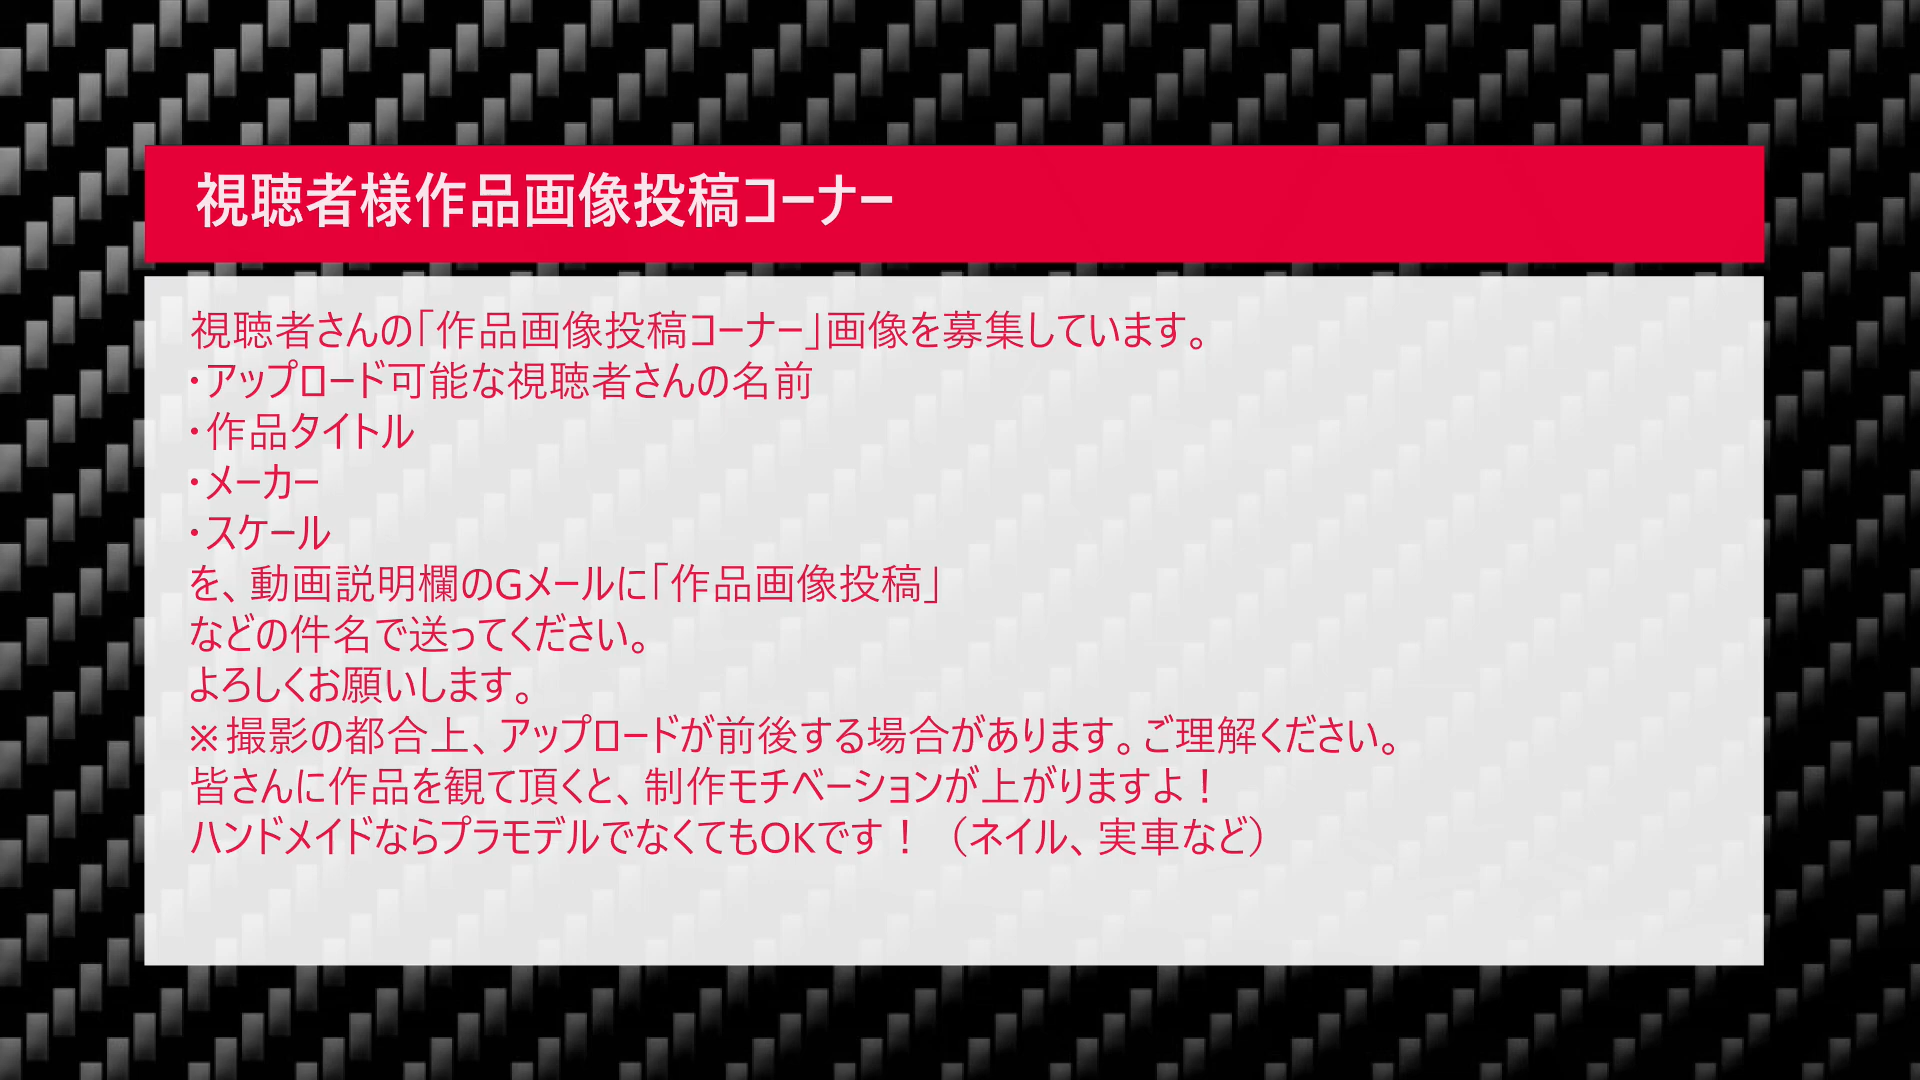 視聴者様作品画像投稿コーナー
視聴者さんの「作品画像投稿コーナー」画像を募集しています。
・アップロード可能な視聴者さんの名前
・作品タイトル
・メーカー
・スケール
を、動画説明欄のGメールに「作品画像投稿」
などの件名で送ってください。
よろしくお願いします。
※撮影の都合上、アップロードが前後する場合があります。ご理解ください。
皆さんに作品を観て頂くと、制作モチベーションが上がりますよ！
ハンドメイドならプラモデルでなくてもOKです！　（ネイル、実車など）